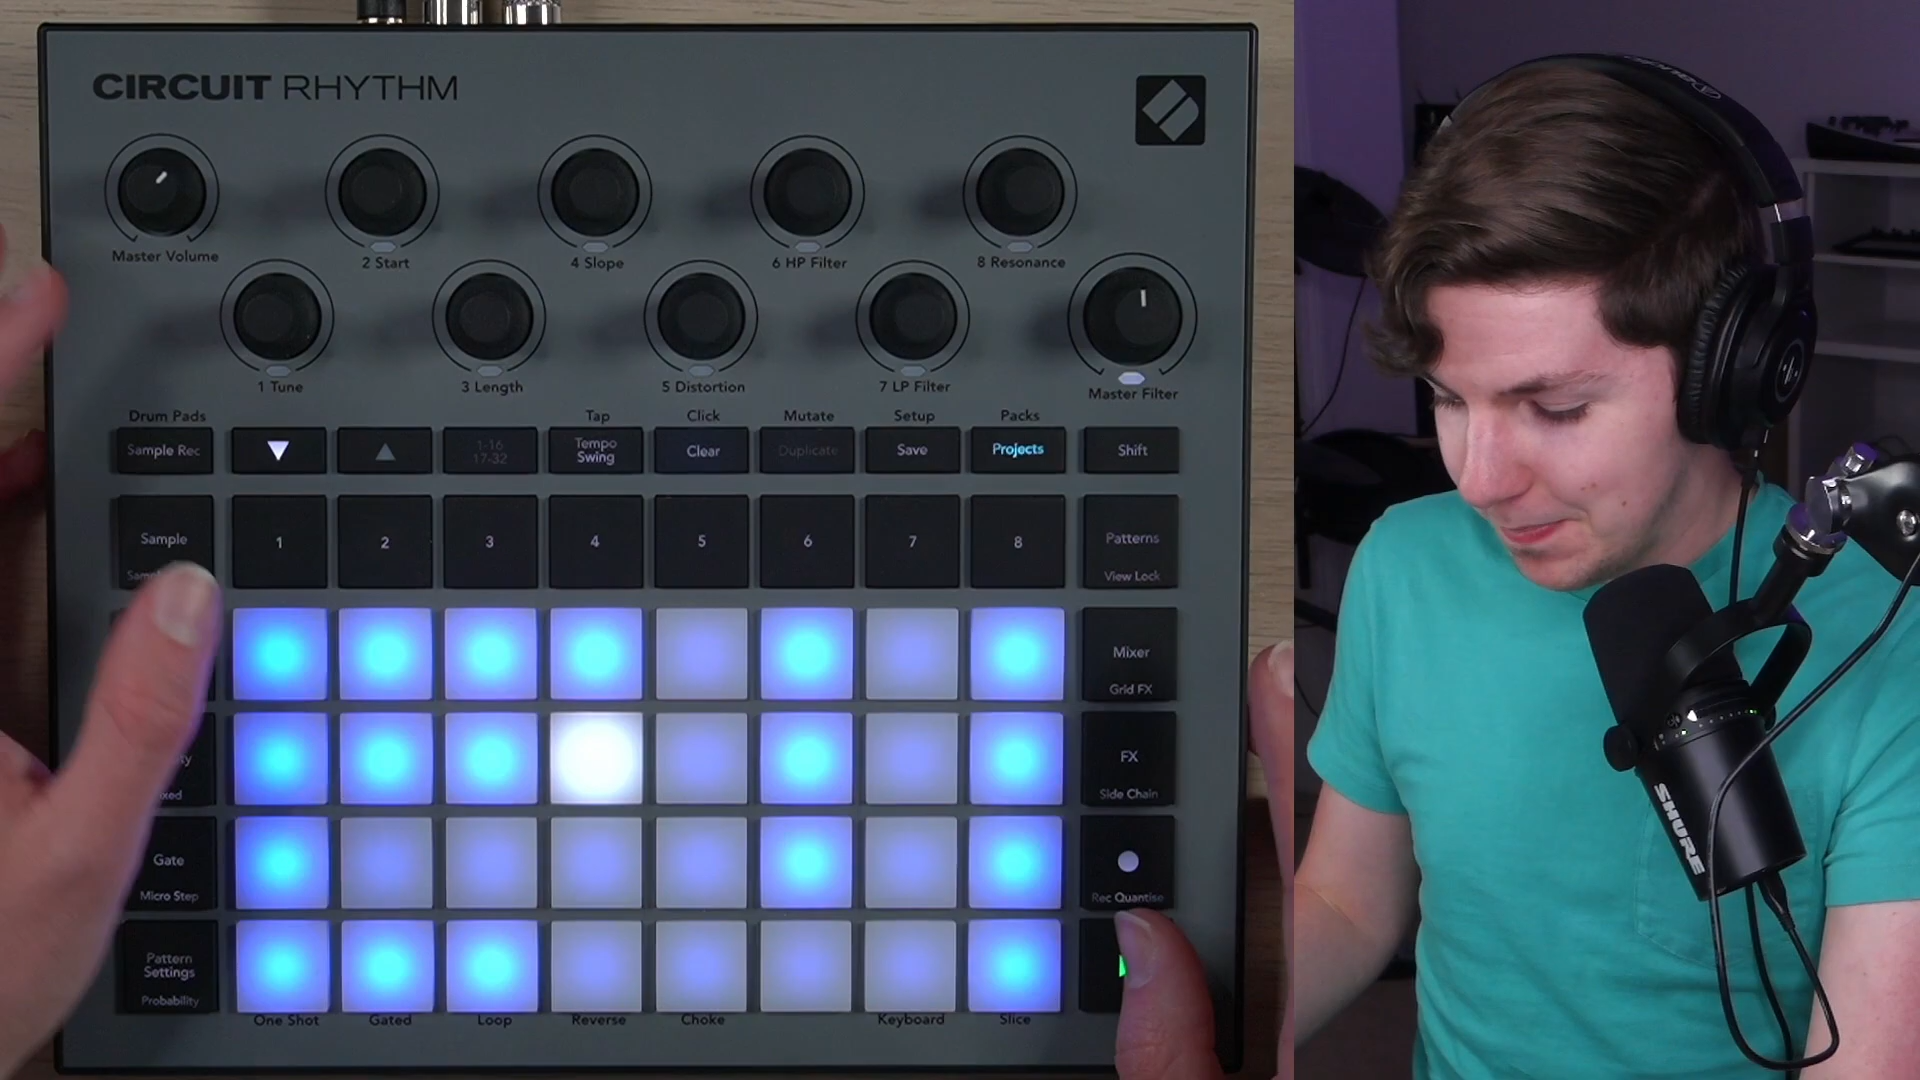 CIRCUIT RHYTHM
Master Volume
2 Start
4 Slope
6 HP Filter
8 Resonance
1 Tune
3 Length
5 Distortion
7 LP Filter
Master Filter
Drum Pads
Tap
Click
Mutate
Setup
Packs
Sample Rec
1-16
17-32
Tempo
Swing
Clear
Duplicate
Save
Projects
Shift
Sample
1
2
3
4
5
6
7
8
Patterns
View Lock
Mixer
Grid FX
FX
Side Chain
Gate
Micro Step
Rec Quantise
Pattern
Settings
Probability
One Shot
Gated
Loop
Reverse
Choke
Keyboard
Slice
SHURE